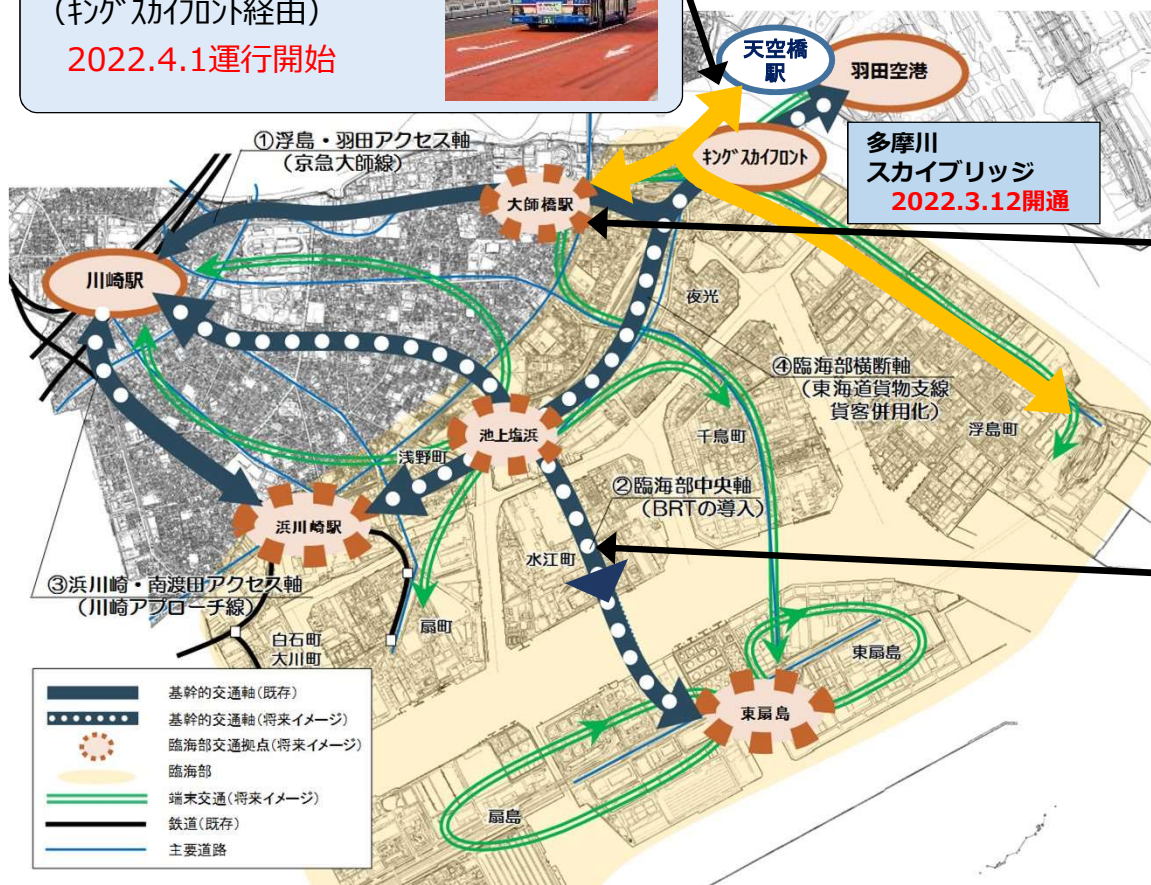 (ｷﾝｸﾞｽｶｲﾌﾛﾝﾄ経由)
2022.4.1運行開始
天空橋
駅
羽田空港
①浮島・羽田アクセス軸
(京急大師線)
ｷﾝｸﾞｽｶｲﾌﾛﾝﾄ
多摩川
スカイブリッジ
2022.3.12開通
大師橋駅
川崎駅
夜光
④臨海部横断軸
(東海道貨物支線
貨客併用化)
池上塩浜
千鳥町
浮島町
浅野町
②臨海部中央軸
(BRTの導入)
浜川崎駅
水江町
③浜川崎・南渡田アクセス軸
(川崎アプローチ線)
扇町
白石町
大川町
東扇島
東扇島
扇島
基幹的交通軸(既存)
基幹的交通軸(将来イメージ)
臨海部交通拠点(将来イメージ)
臨海部
端末交通(将来イメージ)
鉄道(既存)
主要道路